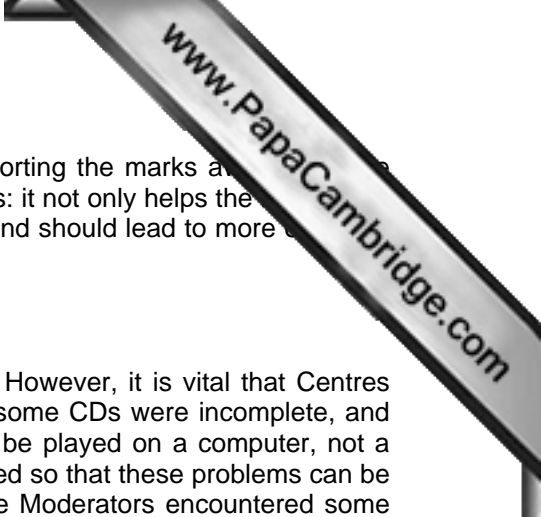 www.PapaCambridge.com
orting the marks
s: it not only helps the
nd should lead to more
However, it is vital that Centres
some CDs were incomplete, and
be played on a computer, not a
ed so that these problems can be
e Moderators encountered some